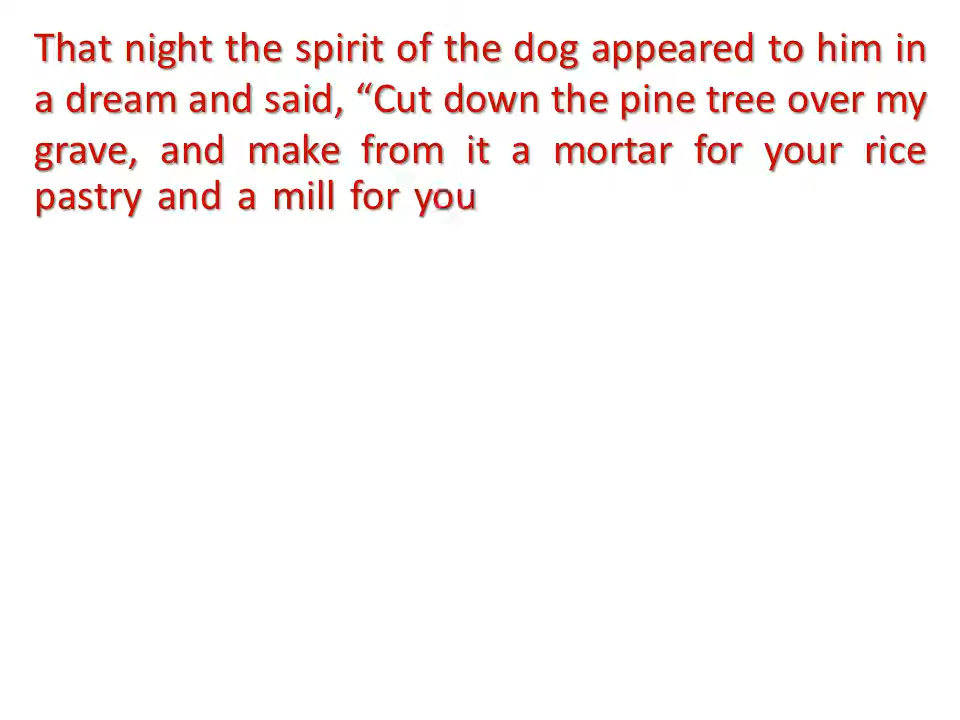 That night the spirit of the dog appeared to him in
a dream and said, “Cut down the pine tree over my
grave, and make from it a mortar for your rice
pastry and a mill for you